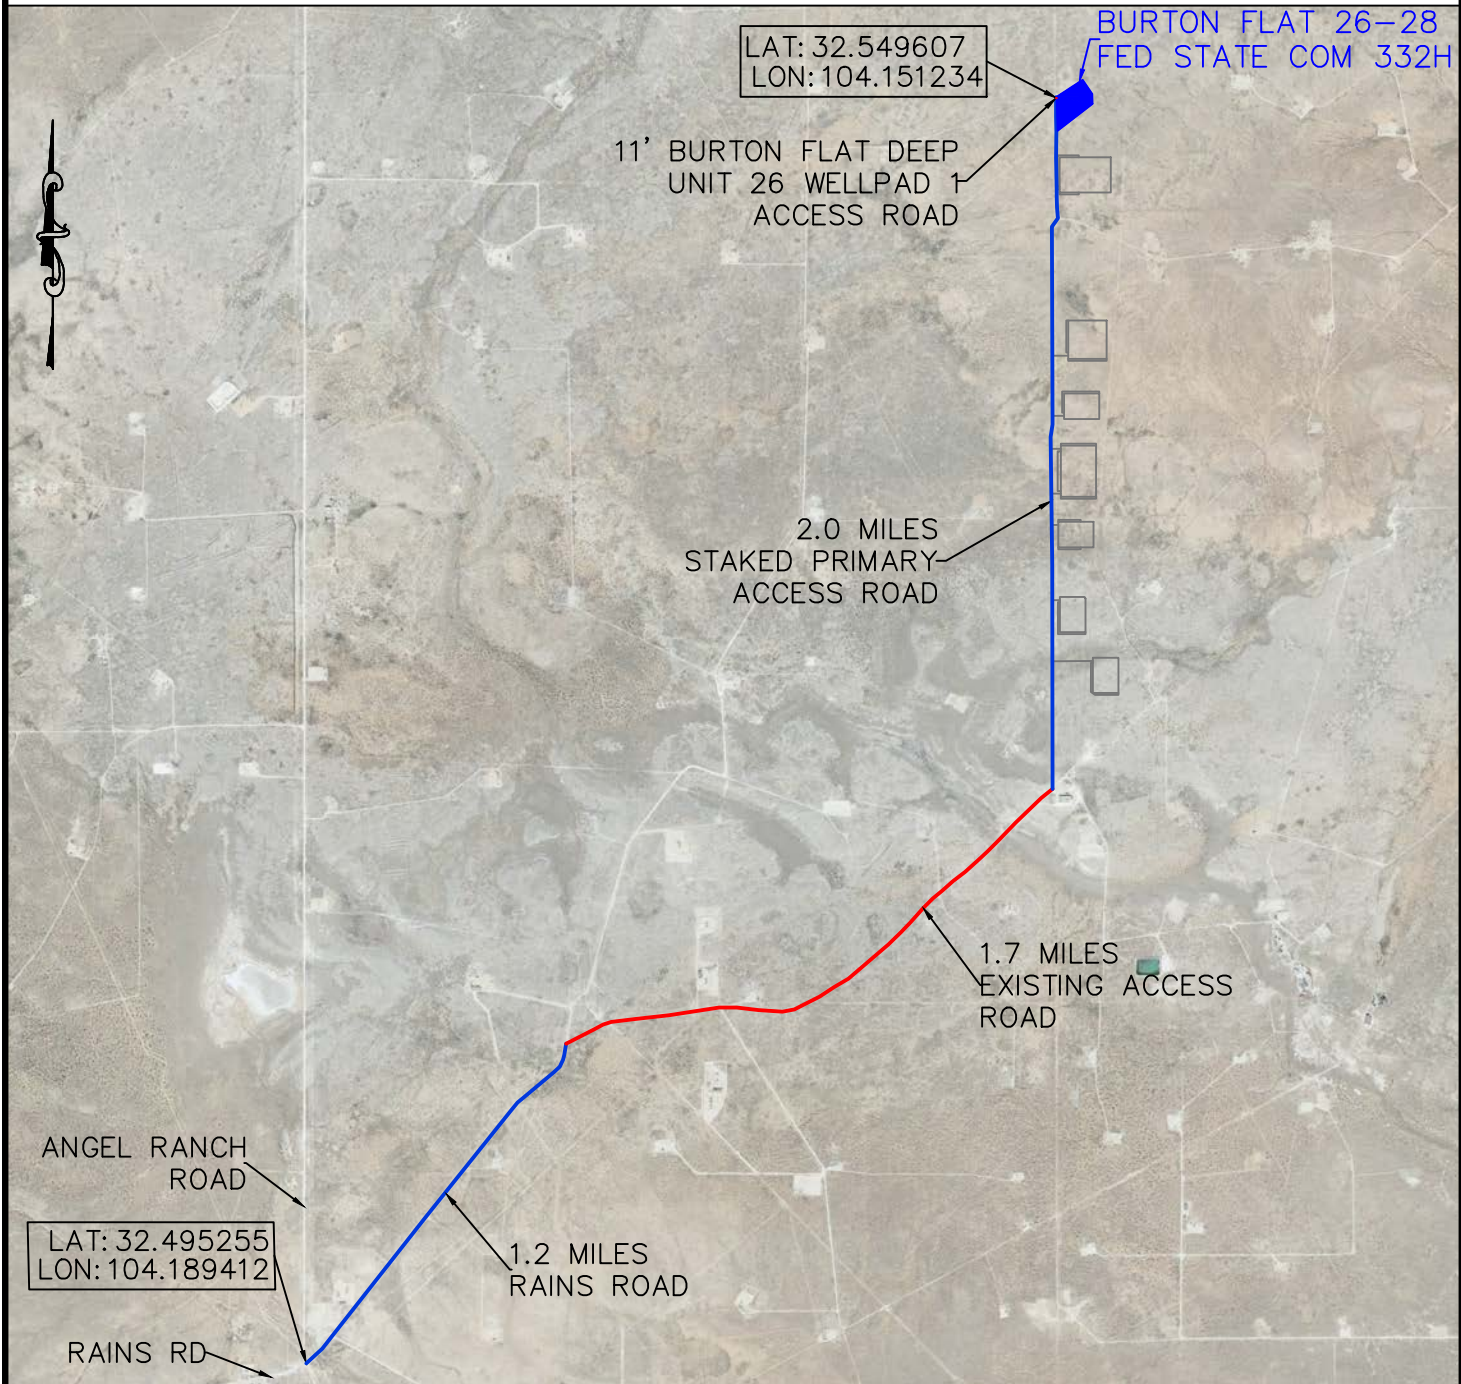 BURTON FLAT 26-28
FED STATE COM 332H
LAT: 32.549607
LON: 104.151234
11' BURTON FLAT DEEP
UNIT 26 WELLPAD 1
ACCESS ROAD
2.0 MILES
STAKED PRIMARY
ACCESS ROAD
1.7 MILES
EXISTING ACCESS
ROAD
ANGEL RANCH
ROAD
LAT: 32.495255
LON: 104.189412
1.2 MILES
RAINS ROAD
RAINS RD